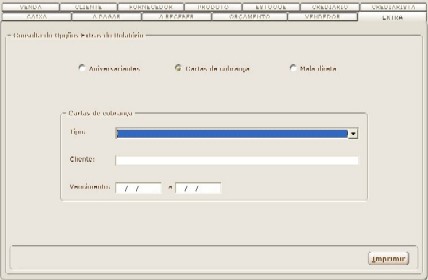 VENDA CLIENTE FORNECEDOR PRODUTO ESTOQUE CREDIÁRIO CREDIARISTA
CAIXA A PAGAR A RECEBER ORÇAMENTO VENDEDOR EXTRA
Consulta de Opções Extras do Relatório
Aniversariantes Cartas de cobrança Mala direta
Cartas de cobrança
Tipo:
Cliente:
Vencimento: / / a / /
Imprimir